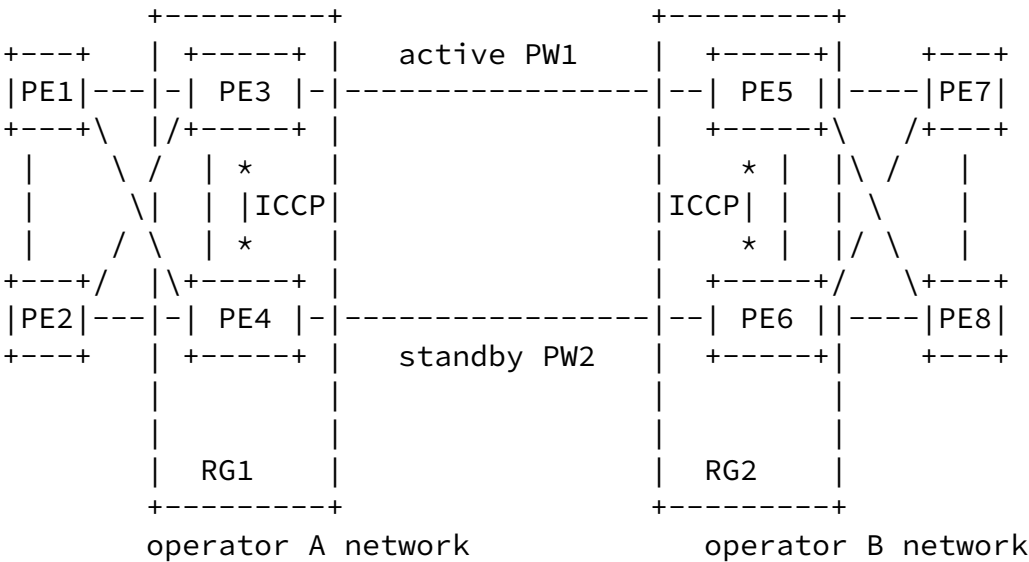 active PW1
PE1 PE3 PE5 PE7
ICCP ICCP
PE2 PE4 PE6 PE8
standby PW2
RG1 RG2
operator A network operator B network